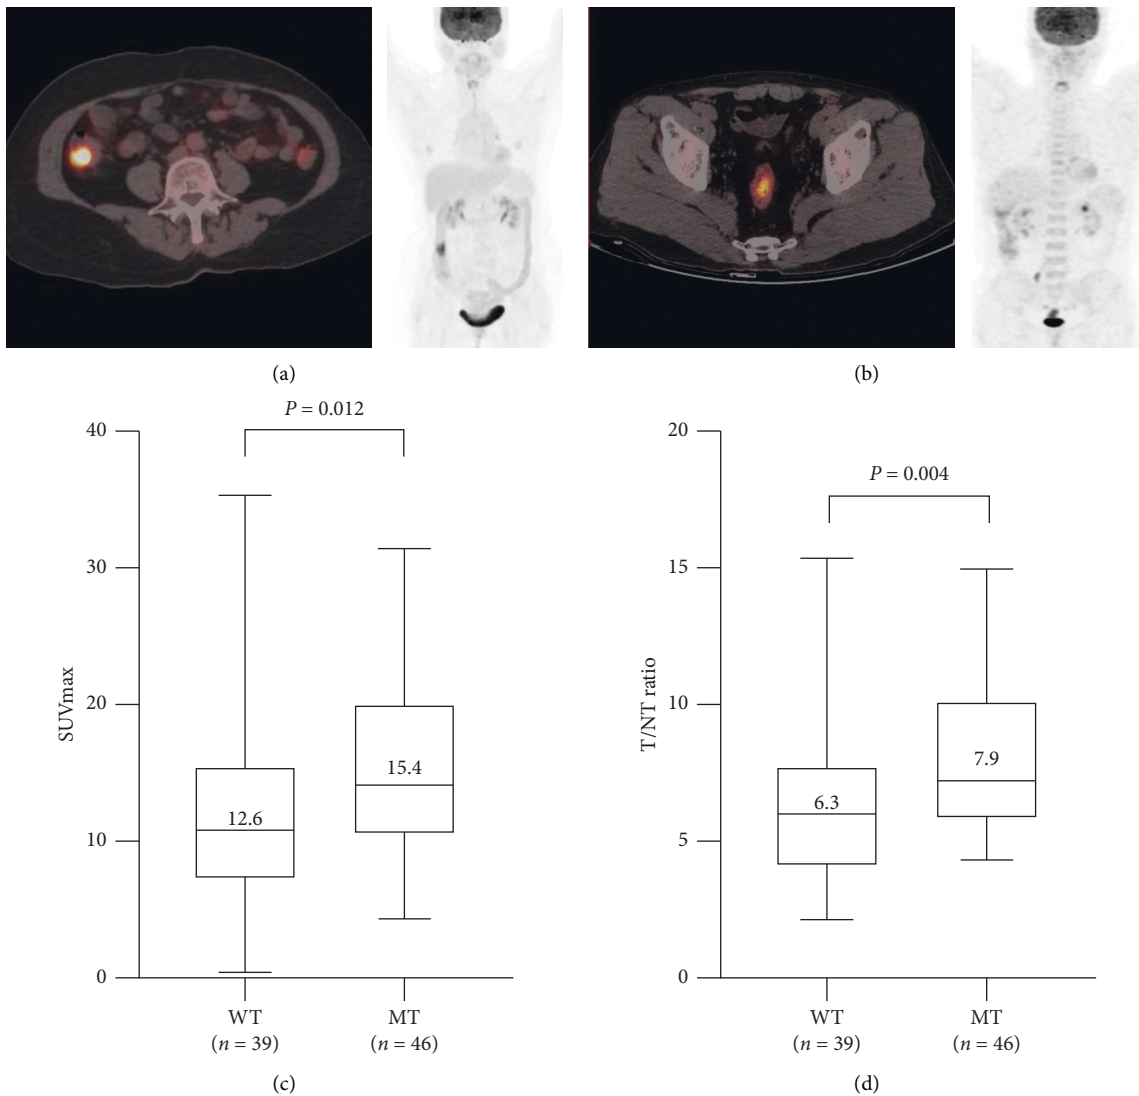 (a)
(b)
P = 0.012
40
30
20
10
0
SUVmax
12.6
15.4
WT
(n = 39)
MT
(n = 46)
(c)
P = 0.004
20
15
10
5
0
T/NT ratio
6.3
7.9
WT
(n = 39)
MT
(n = 46)
(d)